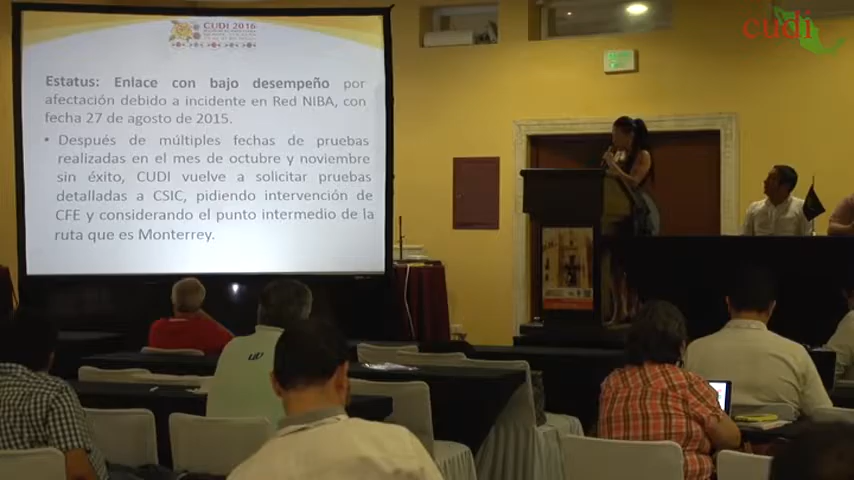 CUDI 2016
cudi
Estatus: Enlace con bajo desempeño por
afectación debido a incidente en Red NIBA, con
fecha 27 de agosto de 2015.
• Después de múltiples fechas de pruebas
realizadas en el mes de octubre y noviembre
sin éxito, CUDI vuelve a solicitar pruebas
detalladas a CSIC, pidiendo intervención de
CFE y considerando el punto intermedio de la
ruta que es Monterrey.